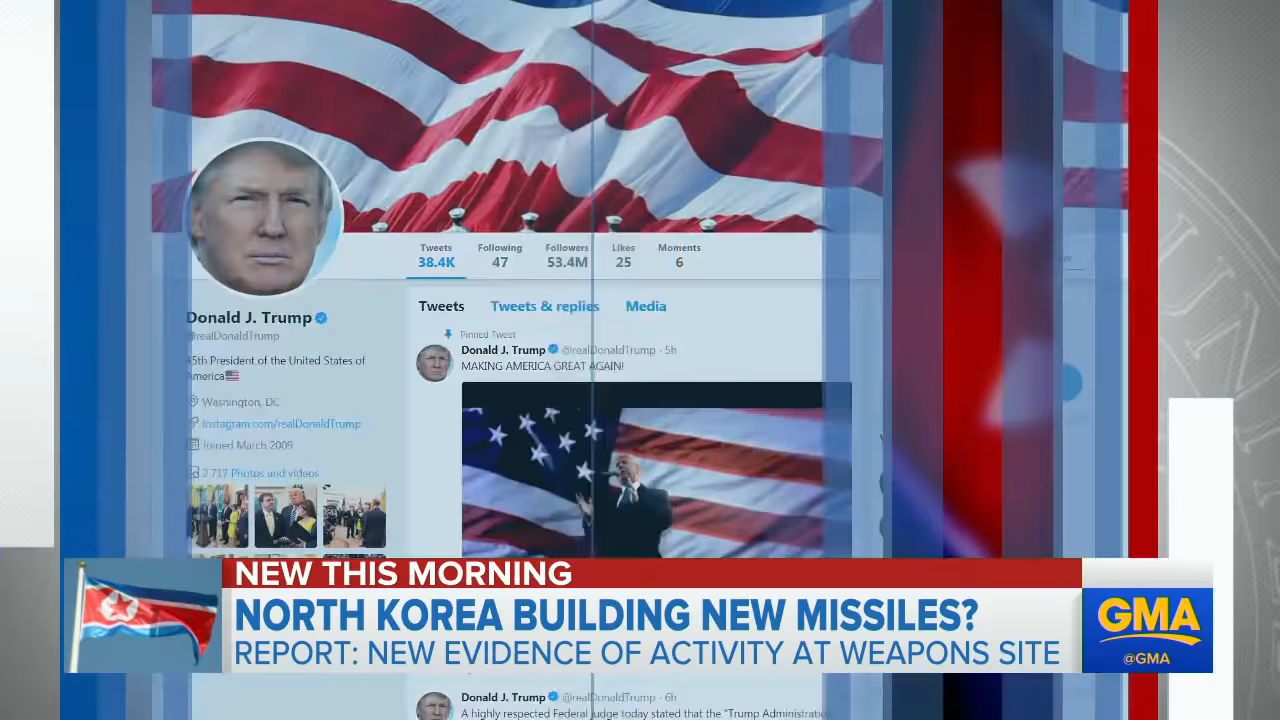 Tweets Following Followers Likes Moments
38.4K 47 53.4M 25 6
Donald J. Trump
@realDonaldTrump
45th President of the United States of
America
Washington, DC
Instagram.com/realDonaldTrump
Joined March 2009
2,717 Photos and videos
Tweets Tweets & replies Media
Pinned Tweet
Donald J. Trump @realDonaldTrump · 5h
MAKING AMERICA GREAT AGAIN!
NEW THIS MORNING
NORTH KOREA BUILDING NEW MISSILES?
REPORT: NEW EVIDENCE OF ACTIVITY AT WEAPONS SITE
GMA
@GMA
Donald J. Trump @realDonaldTrump · 6h
A highly respected Federal judge today stated that the "Trump Administration